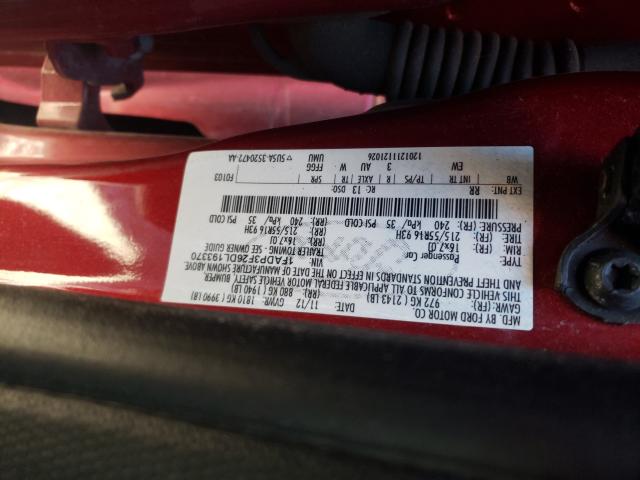 MFD. BY FORD MOTOR CO.
DATE: 11/12 GVWR: 1810 KG (3990 LB)
GAWR: (FR): 972 KG (2143 LB) (RR): 880 KG (1940 LB)
THIS VEHICLE CONFORMS TO ALL APPLICABLE FEDERAL MOTOR VEHICLE SAFETY, BUMPER,
AND THEFT PREVENTION STANDARDS IN EFFECT ON THE DATE OF MANUFACTURE SHOWN ABOVE.
VIN: 1FADP3F26DL193370
TYPE: Passenger Car TRAILER TOWING - SEE OWNER GUIDE
RIM: (FR): 16x7.0J (RR): 16x7.0J
TIRE: (FR): 215/55R16 93H (RR): 215/55R16 93H
PRESSURE: (FR): 240 kPa/ 35 PSI COLD (RR): 240 kPa/ 35 PSI COLD
EXT PNT: RR RC: 13 DSO: F0103
WB INT TR TP/PS R AXLE TR SPR
EW 3 AU W FFGG UMU
120121112102
5USA-3520472-AA